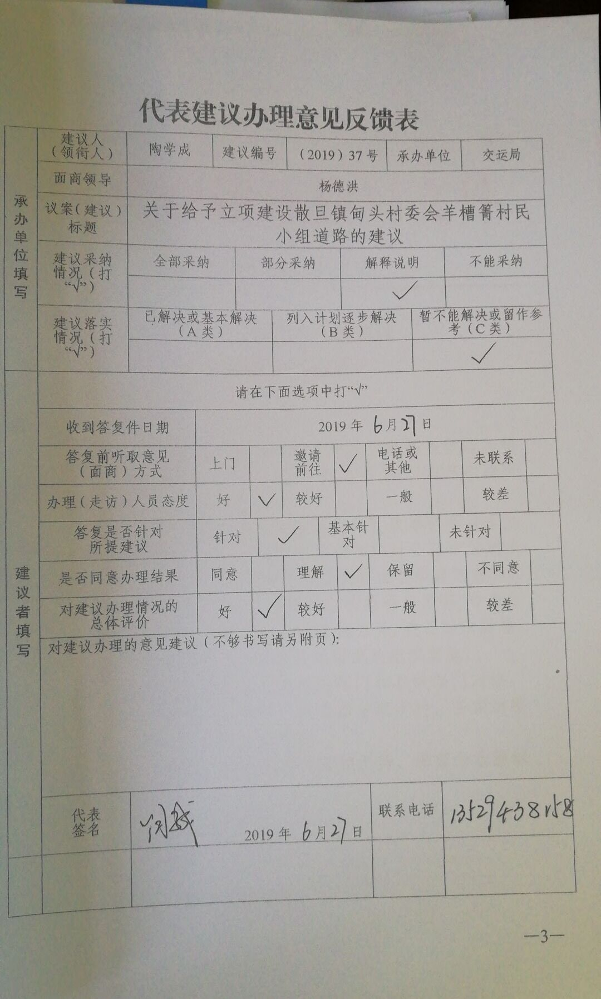 代表建议办理意见反馈表
承办单位填写
建议人
(领衔人)
陶学成
建议编号
(2019)37号
承办单位
交运局
面商领导
杨德洪
议案(建议)
标题
关于给予立项建设散旦镇甸头村委会羊槽箐村民
小组道路的建议
建议采纳
情况(打
“√”)
全部采纳
部分采纳
解释说明
不能采纳
✓
建议落实
情况(打
“√”)
已解决或基本解决
(A类)
列入计划逐步解决
(B类)
暂不能解决或留作参
考(C类)
✓
建议者填写
请在下面选项中打“√”
收到答复件日期
2019年 6月27日
答复前听取意见
(面商)方式
上门
邀请
前往
✓
电话或
其他
未联系
办理(走访)人员态度
好
✓
较好
一般
较差
答复是否针对
所提建议
针对
✓
基本针
对
未针对
是否同意办理结果
同意
理解
✓
保留
不同意
对建议办理情况的
总体评价
好
✓
较好
一般
较差
对建议办理的意见建议(不够书写请另附页):
代表
签名
2019年 6月27日
联系电话
13529438158
—3—